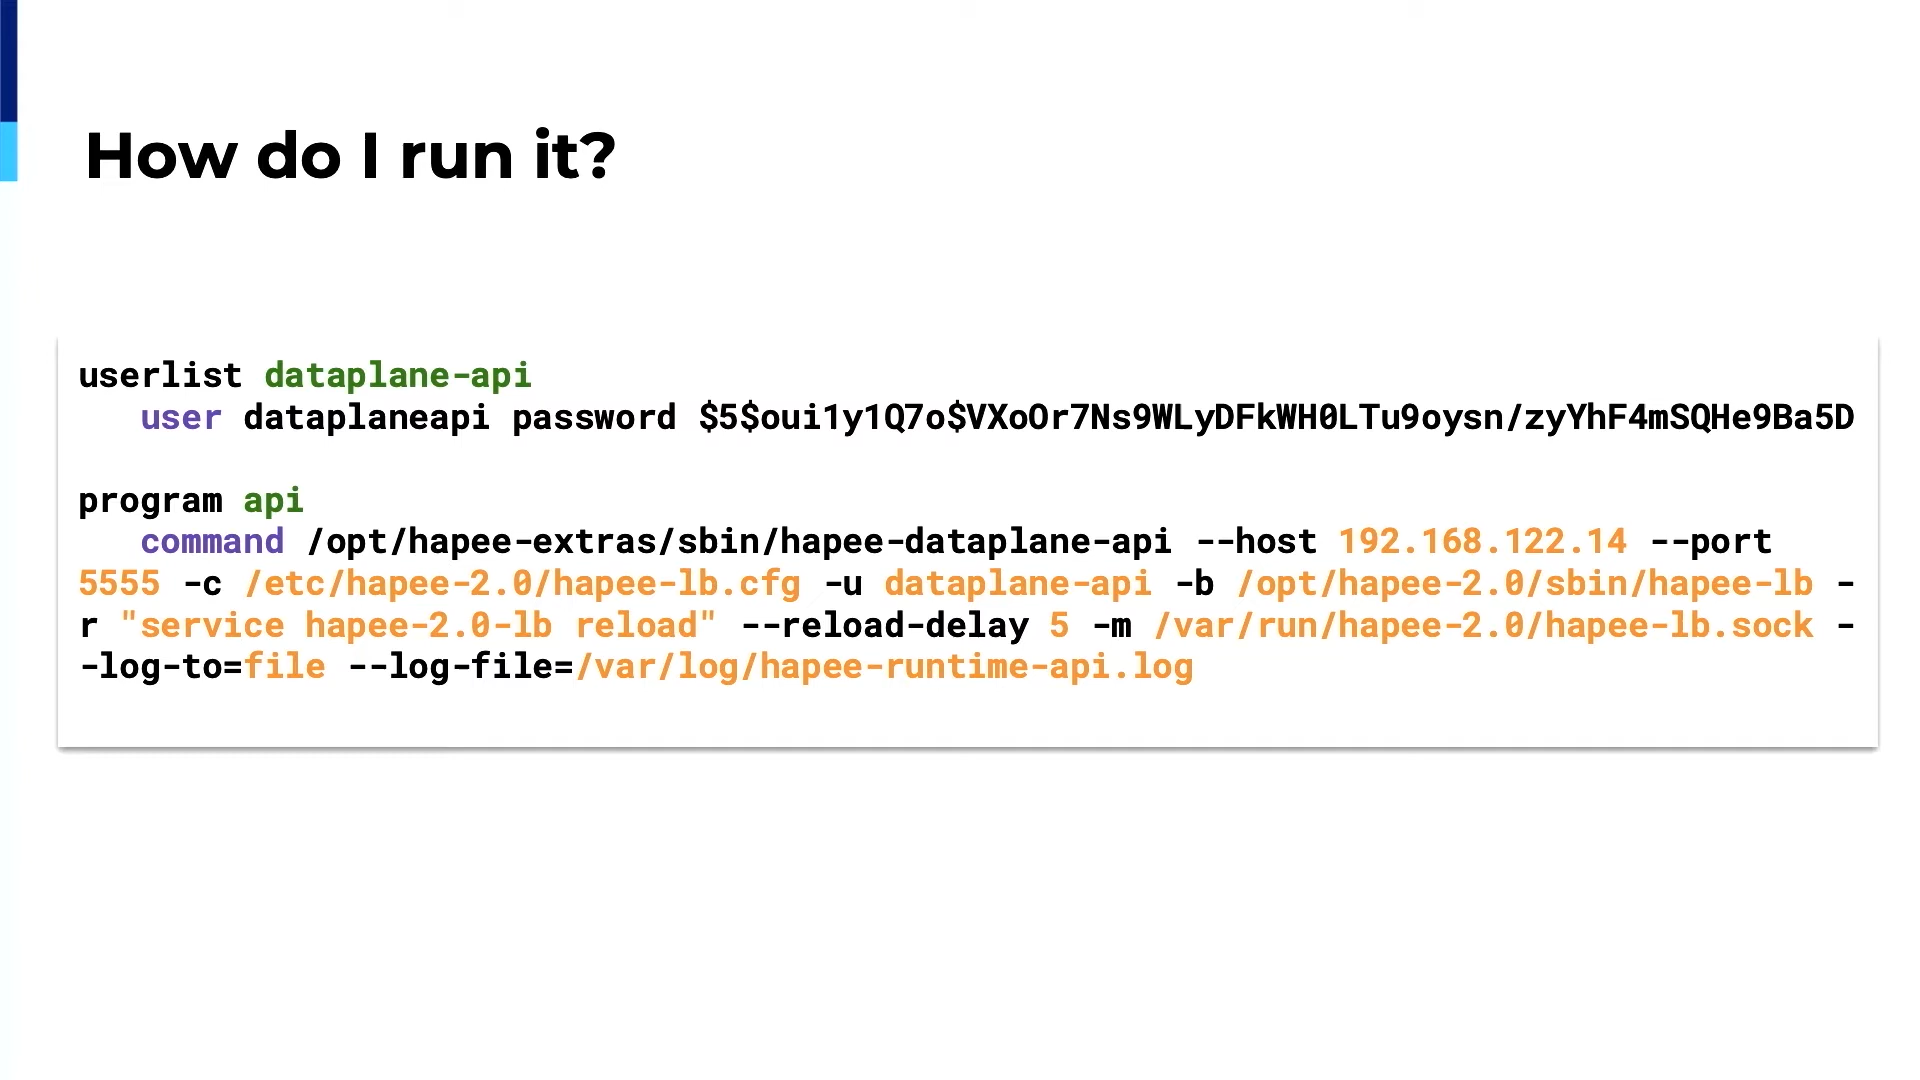 How do I run it?
userlist dataplane-api
user dataplaneapi password $5$oui1y1Q7o$VXoOr7Ns9WLyDFkWH0LTu9oysn/zyYhF4mSQHe9Ba5D
program api
command /opt/hapee-extras/sbin/hapee-dataplane-api --host 192.168.122.14 --port
5555 -c /etc/hapee-2.0/hapee-lb.cfg -u dataplane-api -b /opt/hapee-2.0/sbin/hapee-lb -
r "service hapee-2.0-lb reload" --reload-delay 5 -m /var/run/hapee-2.0/hapee-lb.sock -
-log-to=file --log-file=/var/log/hapee-runtime-api.log